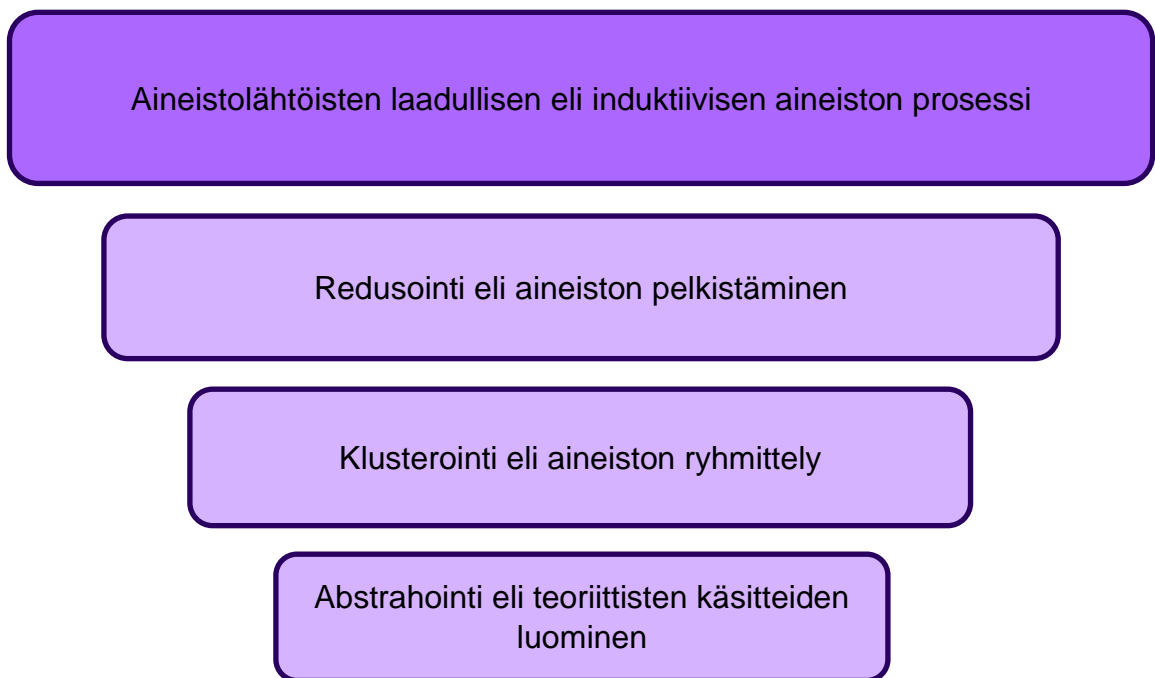 Aineistolähtöisten laadullisen eli induktiivisen aineiston prosessi
Redusointi eli aineiston pelkistäminen
Klusterointi eli aineiston ryhmittely
Abstrahointi eli teoriittisten käsitteiden
luominen